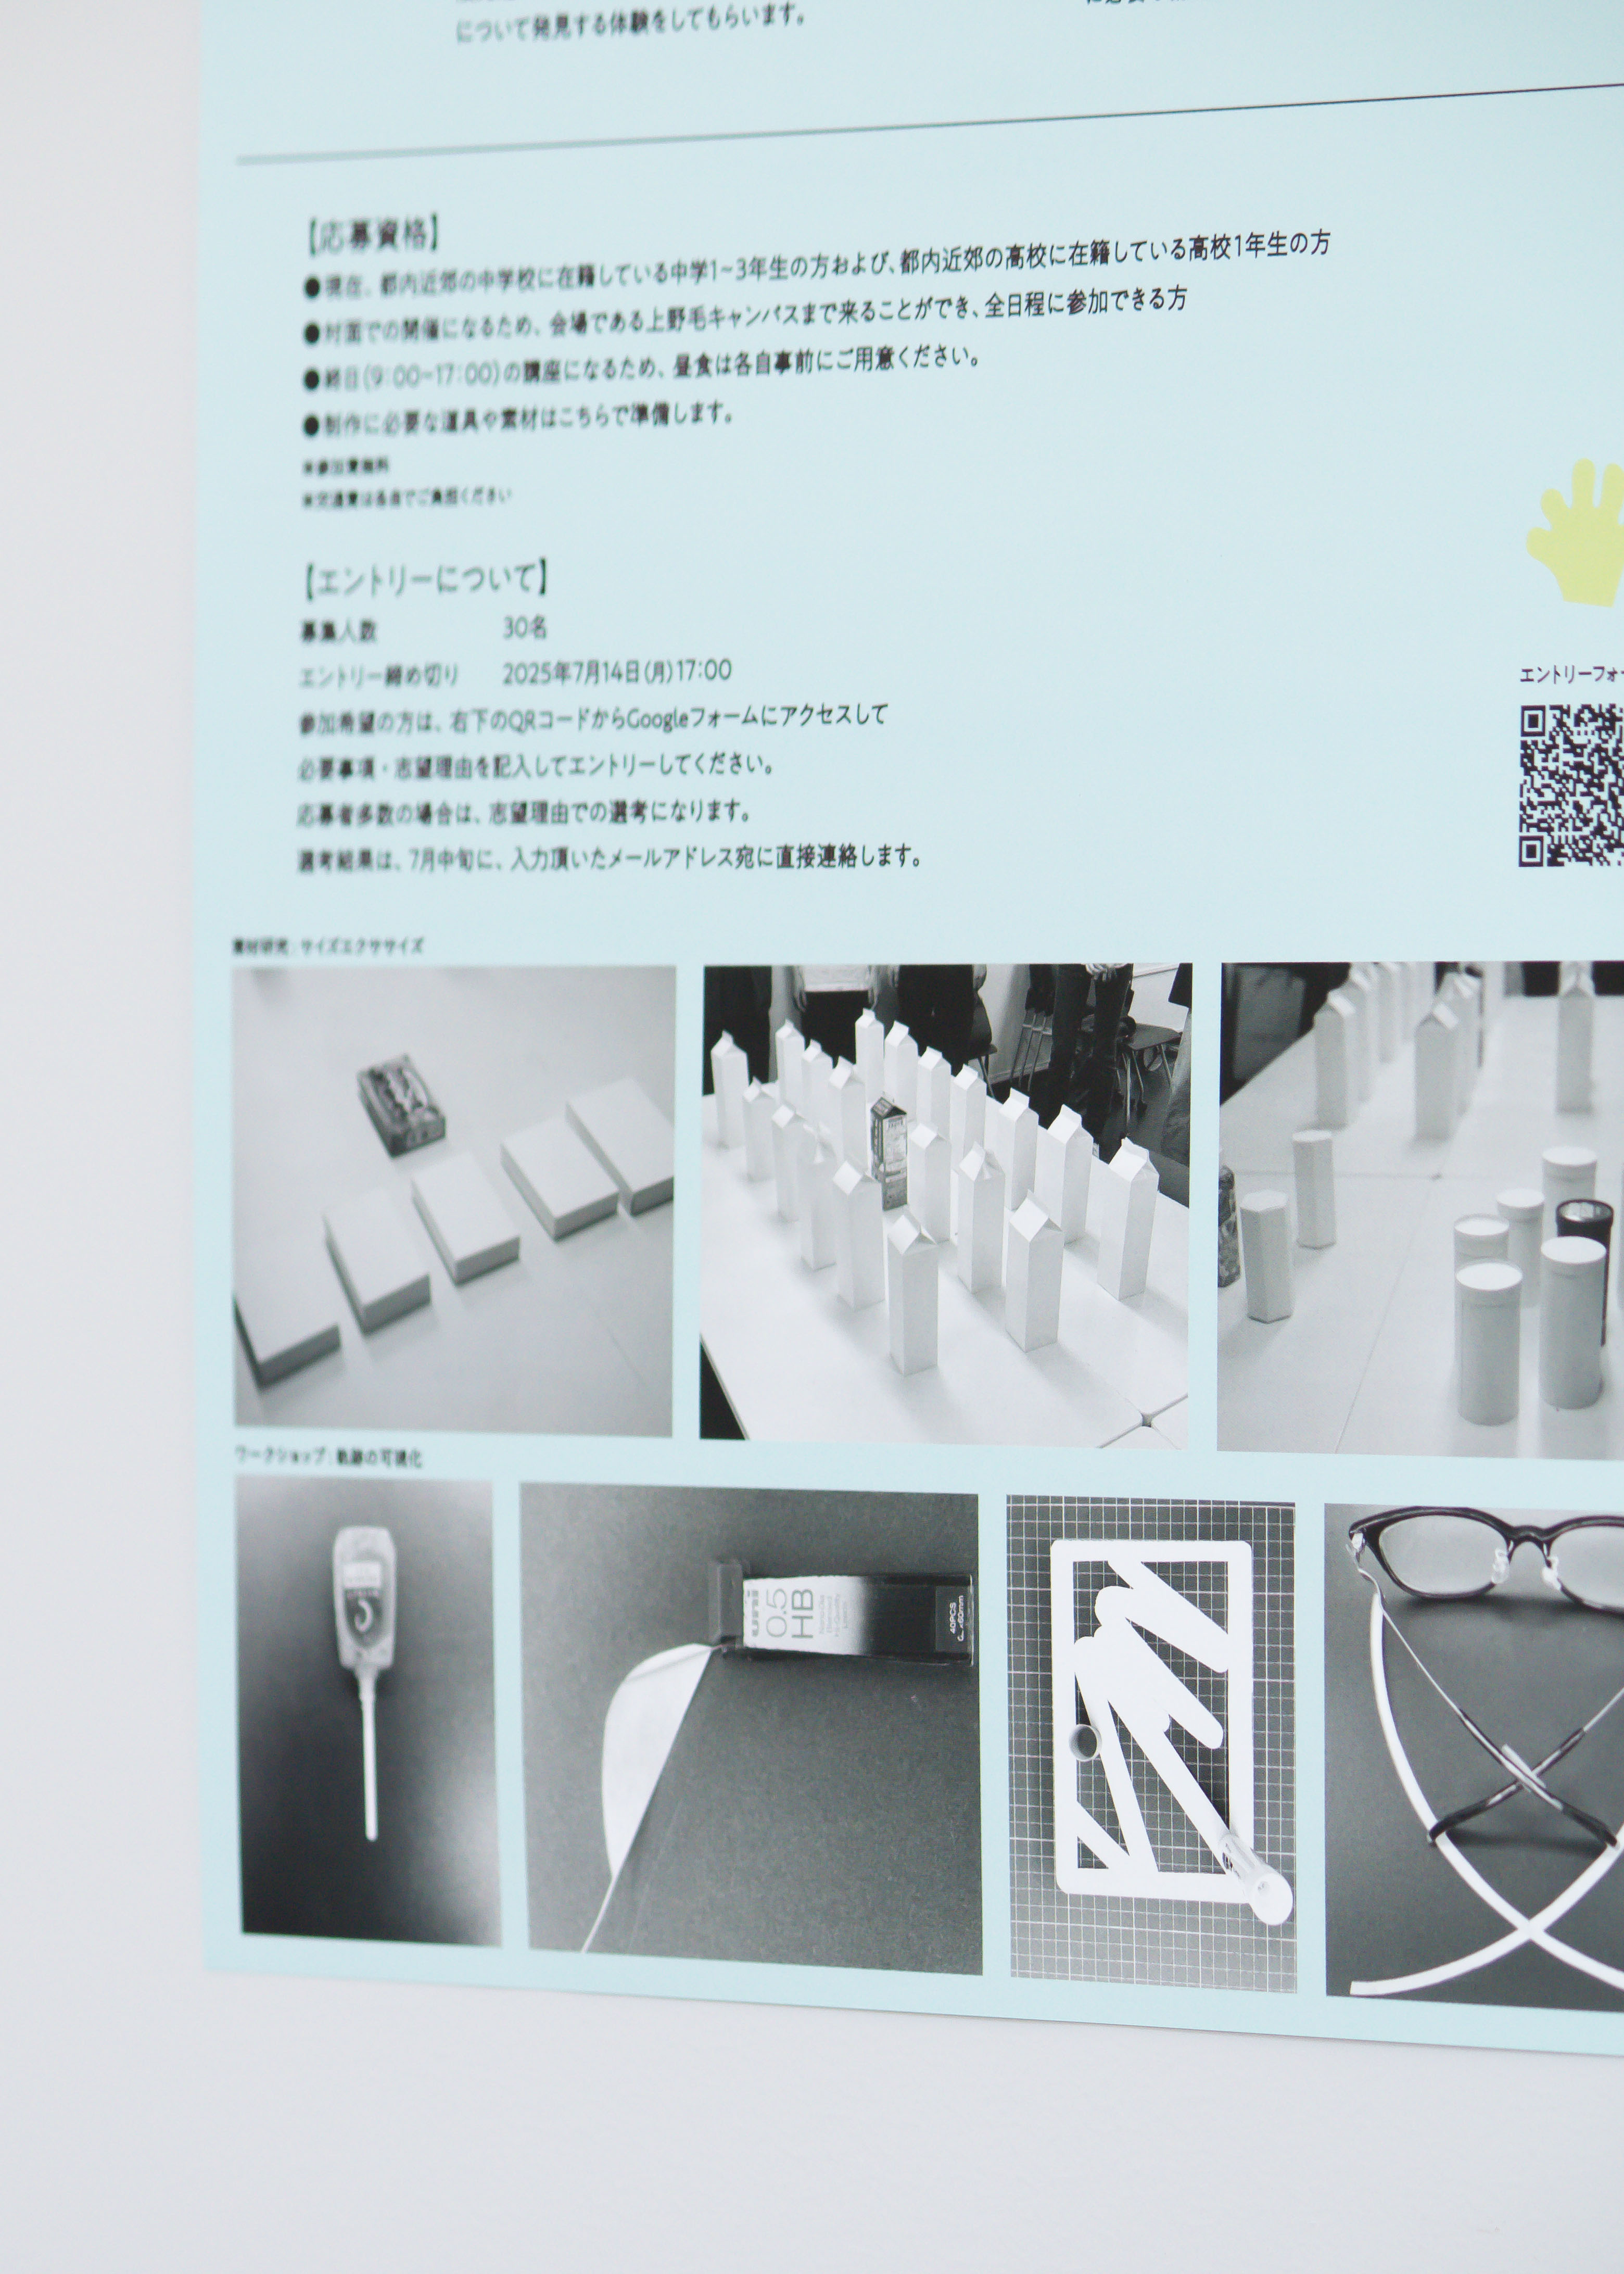 について発見する体験をしてもらいます。
【応募資格】
●現在、都内近郊の中学校に在籍している中学1~3年生の方および、都内近郊の高校に在籍している高校1年生の方
●対面での開催になるため、会場である上野毛キャンパスまで来ることができ、全日程に参加できる方
●終日(9:00~17:00)の講座になるため、昼食は各自事前にご用意ください。
●制作に必要な道具や素材はこちらで準備します。
※参加費無料
※交通費は各自でご負担ください
【エントリーについて】
募集人数 30名
エントリー締め切り 2025年7月14日(月)17:00
参加希望の方は、右下のQRコードからGoogleフォームにアクセスして
必要事項・志望理由を記入してエントリーしてください。
応募者多数の場合は、志望理由での選考になります。
選考結果は、7月中旬に、入力頂いたメールアドレス宛に直接連絡します。
エントリーフォー
素材研究:サイズエクササイズ
ワークショップ:軌跡の可視化
0.5
HB
40PCS
60mm